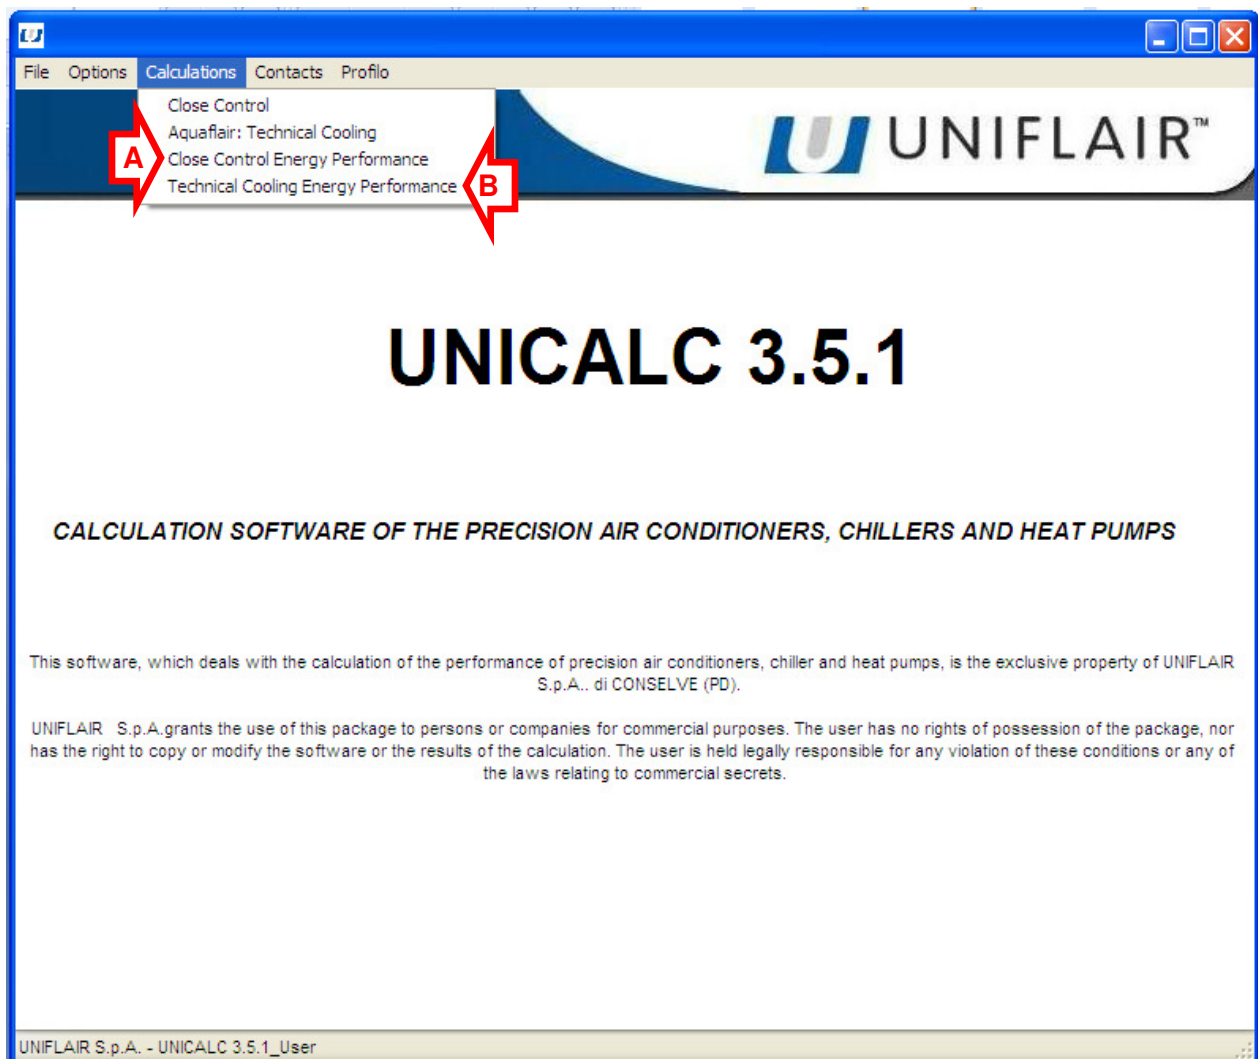 File Options Calculations Contacts Profilo
Close Control
Aquaflair: Technical Cooling
A Close Control Energy Performance
Technical Cooling Energy Performance B
UNIFLAIR™
UNICALC 3.5.1
CALCULATION SOFTWARE OF THE PRECISION AIR CONDITIONERS, CHILLERS AND HEAT PUMPS
This software, which deals with the calculation of the performance of precision air conditioners, chiller and heat pumps, is the exclusive property of UNIFLAIR
S.p.A.. di CONSELVE (PD).
UNIFLAIR S.p.A.grants the use of this package to persons or companies for commercial purposes. The user has no rights of possession of the package, nor
has the right to copy or modify the software or the results of the calculation. The user is held legally responsible for any violation of these conditions or any of
the laws relating to commercial secrets.
UNIFLAIR S.p.A. - UNICALC 3.5.1_User